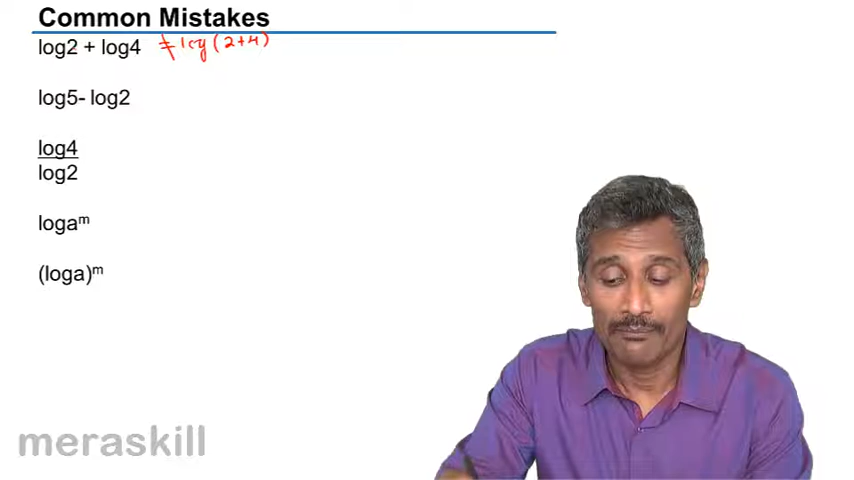 Common Mistakes
log2 + log4 ≠ log(2+4)
log5- log2
log4
log2
logaᵐ
(loga)ᵐ
meraskill